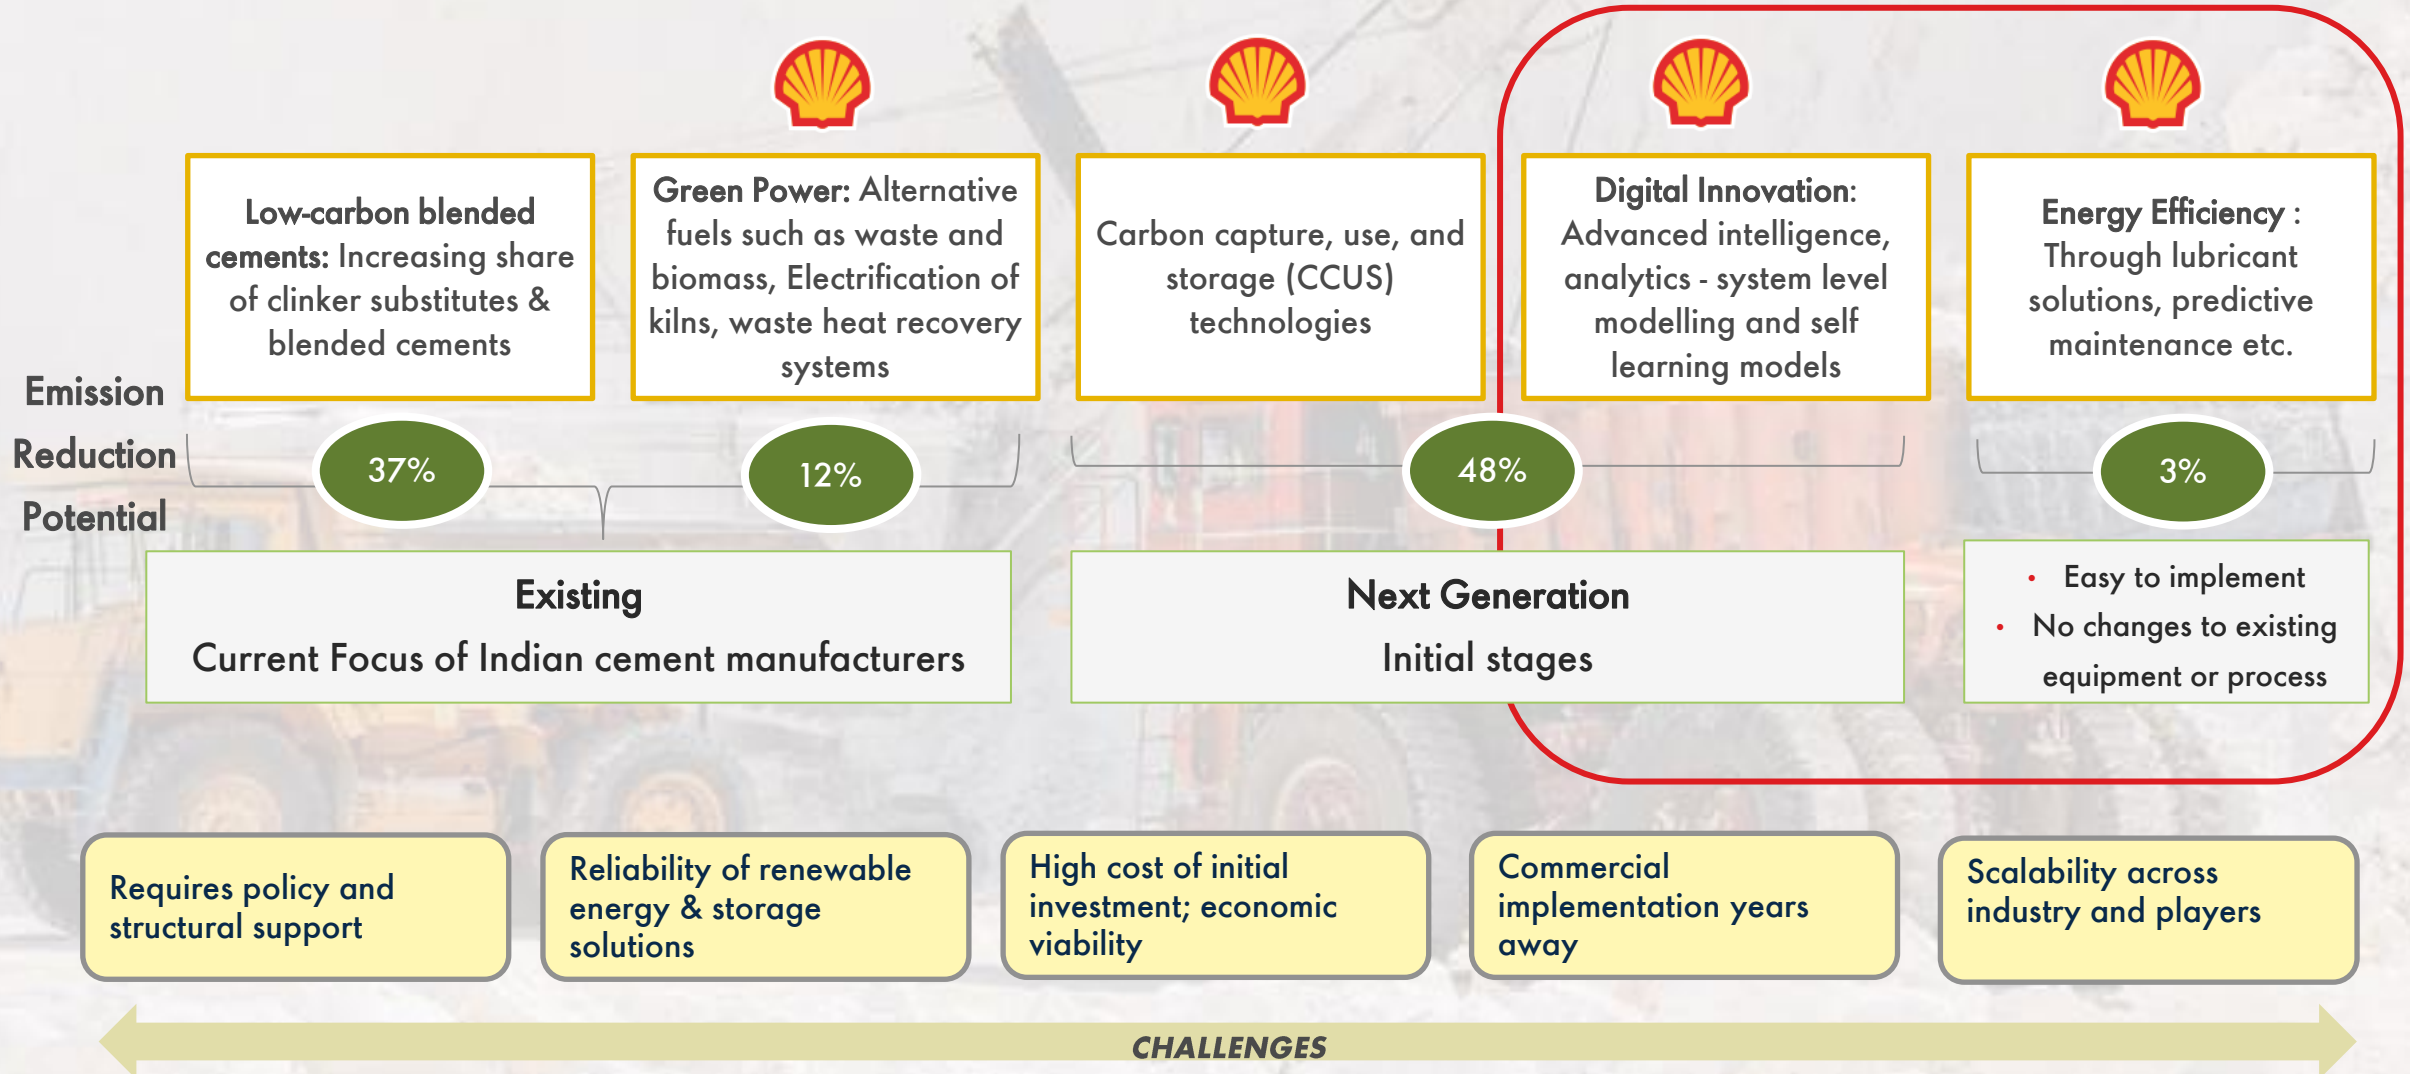 Low-carbon blended
cements: Increasing share
of clinker substitutes &
blended cements
Green Power: Alternative
fuels such as waste and
biomass, Electrification of
kilns, waste heat recovery
systems
Carbon capture, use, and
storage (CCUS)
technologies
Digital Innovation:
Advanced intelligence,
analytics - system level
modelling and self
learning models
Energy Efficiency :
Through lubricant
solutions, predictive
maintenance etc.
Emission
Reduction
Potential
37%
12%
48%
3%
Existing
Current Focus of Indian cement manufacturers
Next Generation
Initial stages
• Easy to implement
• No changes to existing
equipment or process
Requires policy and
structural support
Reliability of renewable
energy & storage
solutions
High cost of initial
investment; economic
viability
Commercial
implementation years
away
Scalability across
industry and players
CHALLENGES